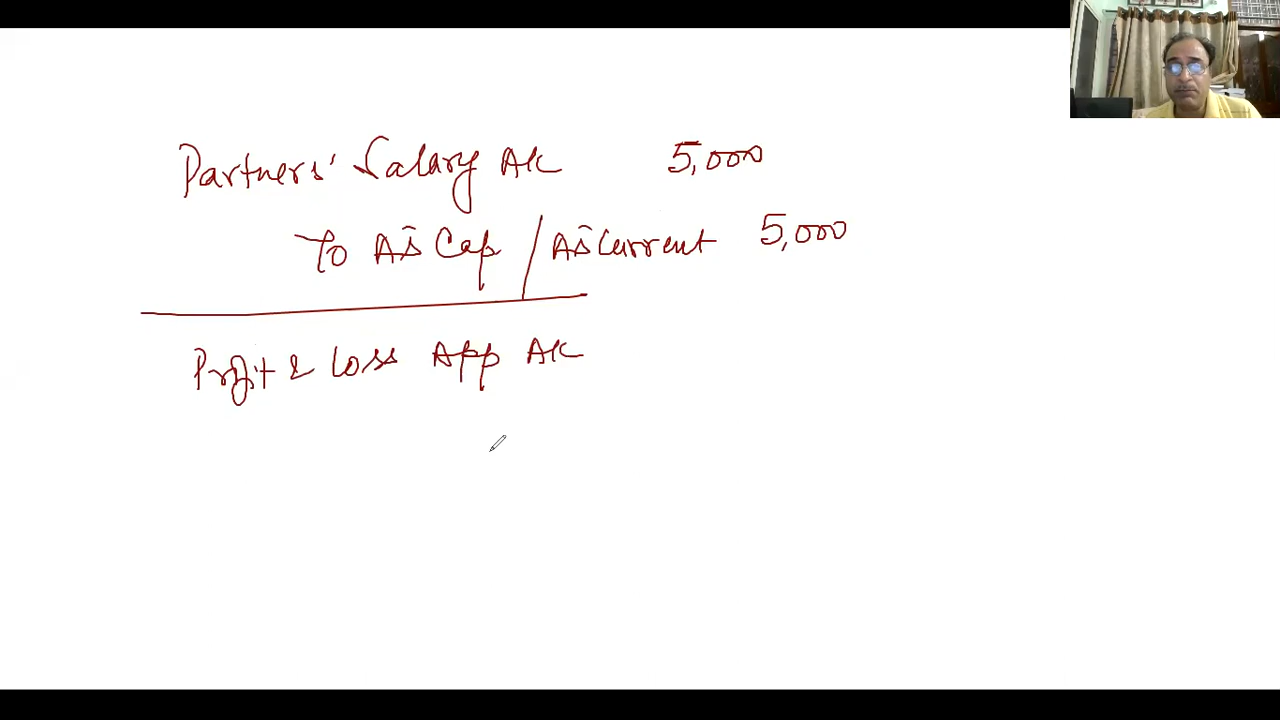 Partners' Salary A/c 5,000
To A's Cap / A's Current 5,000
Profit & Loss App A/c